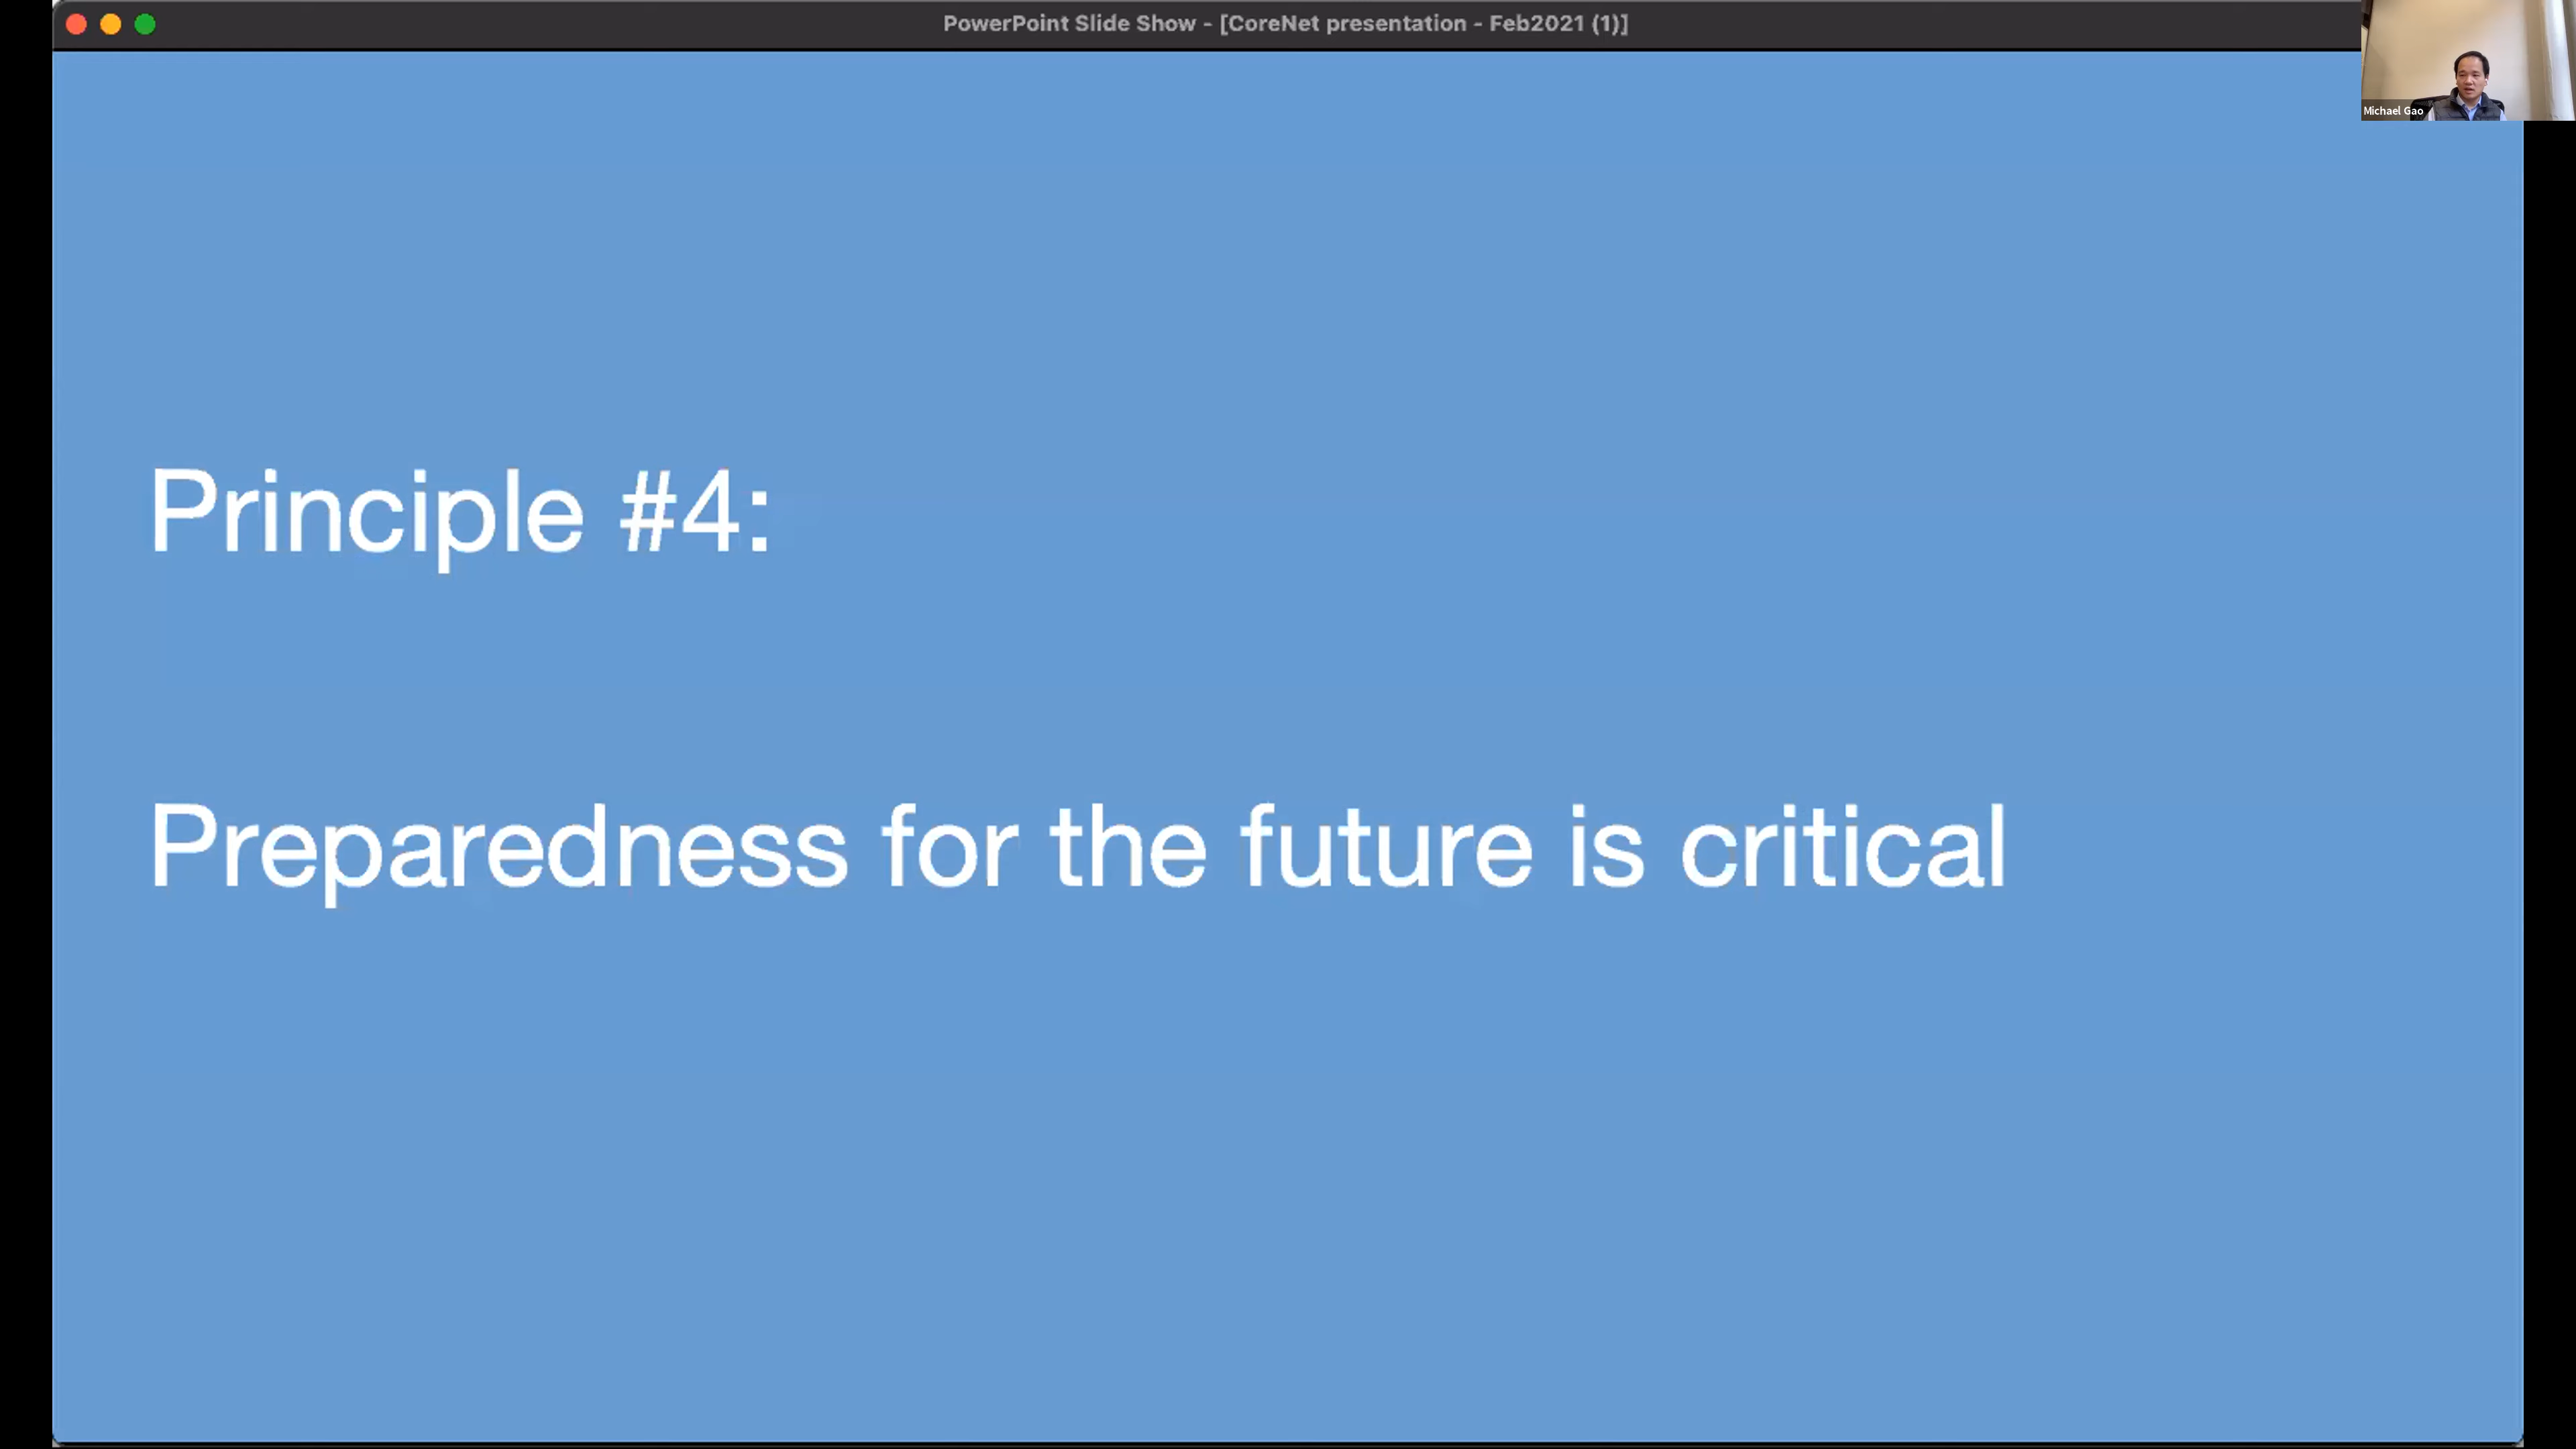 PowerPoint Slide Show - [CoreNet presentation - Feb2021 (1)]
Michael Gao
Principle #4:
Preparedness for the future is critical